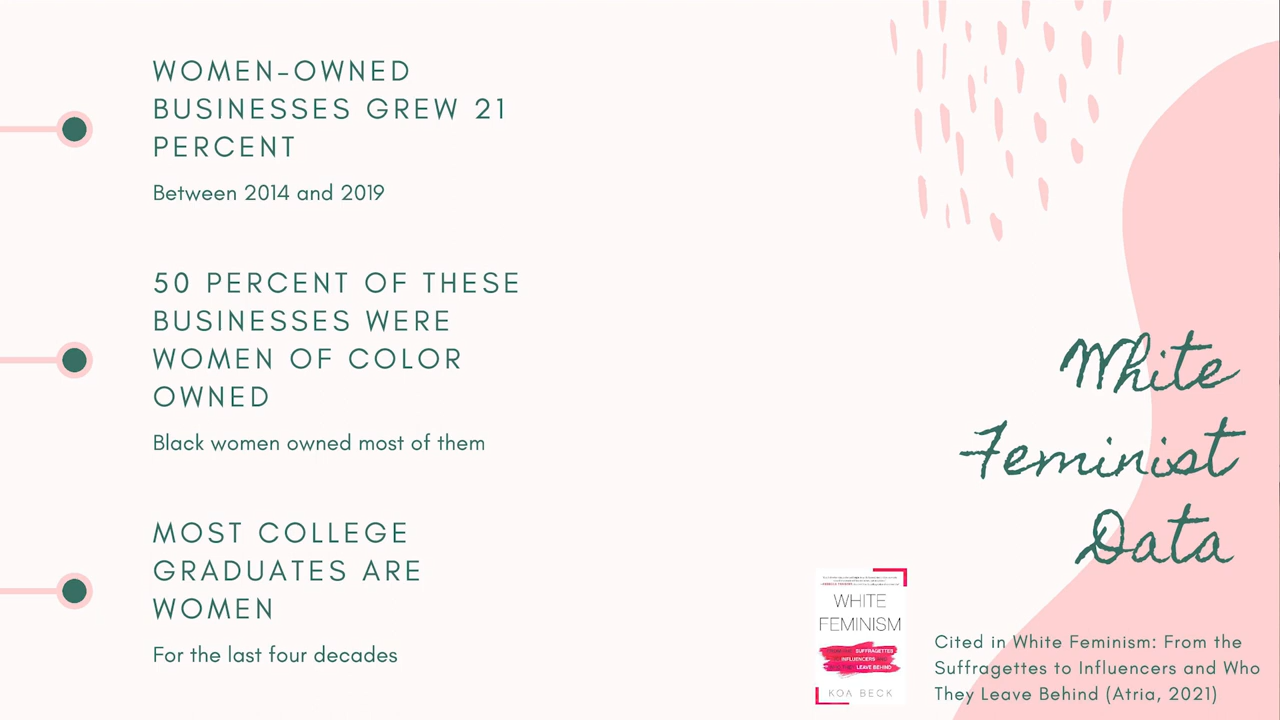 WOMEN-OWNED
BUSINESSES GREW 21
PERCENT
Between 2014 and 2019
50 PERCENT OF THESE
BUSINESSES WERE
WOMEN OF COLOR
OWNED
Black women owned most of them
MOST COLLEGE
GRADUATES ARE
WOMEN
For the last four decades
White
Feminist
Data
WHITE
FEMINISM
SUFFRAGETTES
INFLUENCERS
LEAVE BEHIND
KOA BECK
Cited in White Feminism: From the
Suffragettes to Influencers and Who
They Leave Behind (Atria, 2021)